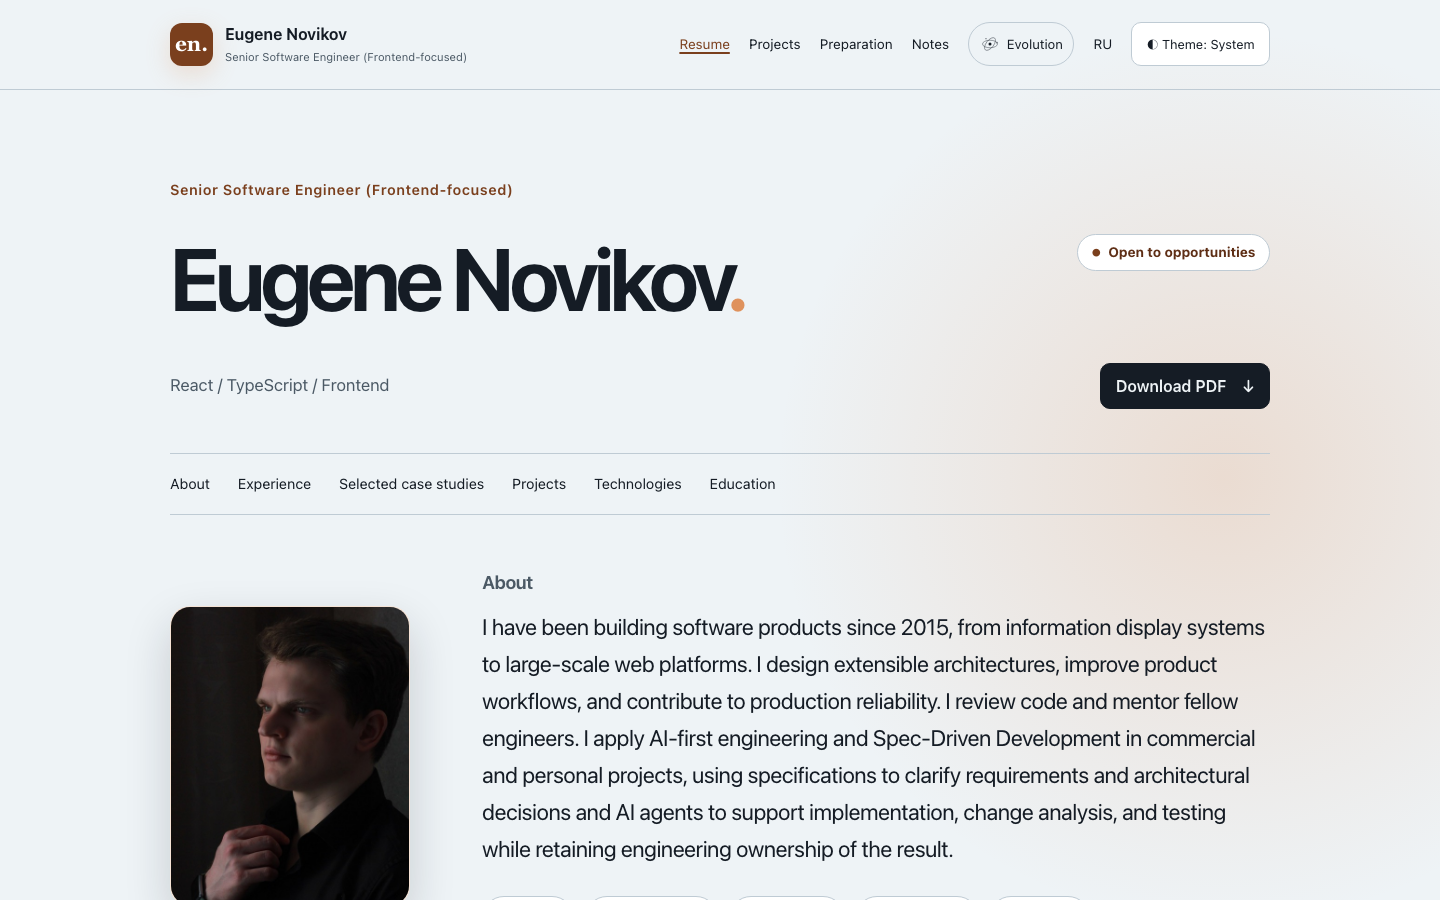 en.
Eugene Novikov
Senior Software Engineer (Frontend-focused)
Resume
Projects
Preparation
Notes
Evolution
RU
Theme: System
Senior Software Engineer (Frontend-focused)
Eugene Novikov.
Open to opportunities
React / TypeScript / Frontend
Download PDF ↓
About
Experience
Selected case studies
Projects
Technologies
Education
About
I have been building software products since 2015, from information display systems
to large-scale web platforms. I design extensible architectures, improve product
workflows, and contribute to production reliability. I review code and mentor fellow
engineers. I apply AI-first engineering and Spec-Driven Development in commercial
and personal projects, using specifications to clarify requirements and architectural
decisions and AI agents to support implementation, change analysis, and testing
while retaining engineering ownership of the result.